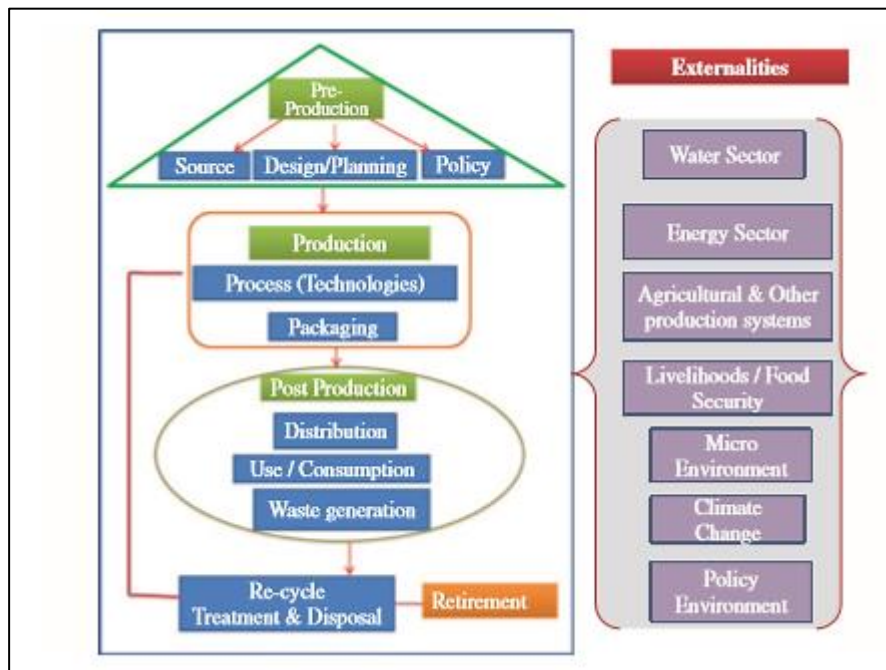 Pre-
Production
Source
Design/Planning
Policy
Production
Process (Technologies)
Packaging
Post Production
Distribution
Use / Consumption
Waste generation
Re-cycle
Treatment & Disposal
Retirement
Externalities
Water Sector
Energy Sector
Agricultural & Other
production systems
Livelihoods / Food
Security
Micro
Environment
Climate
Change
Policy
Environment